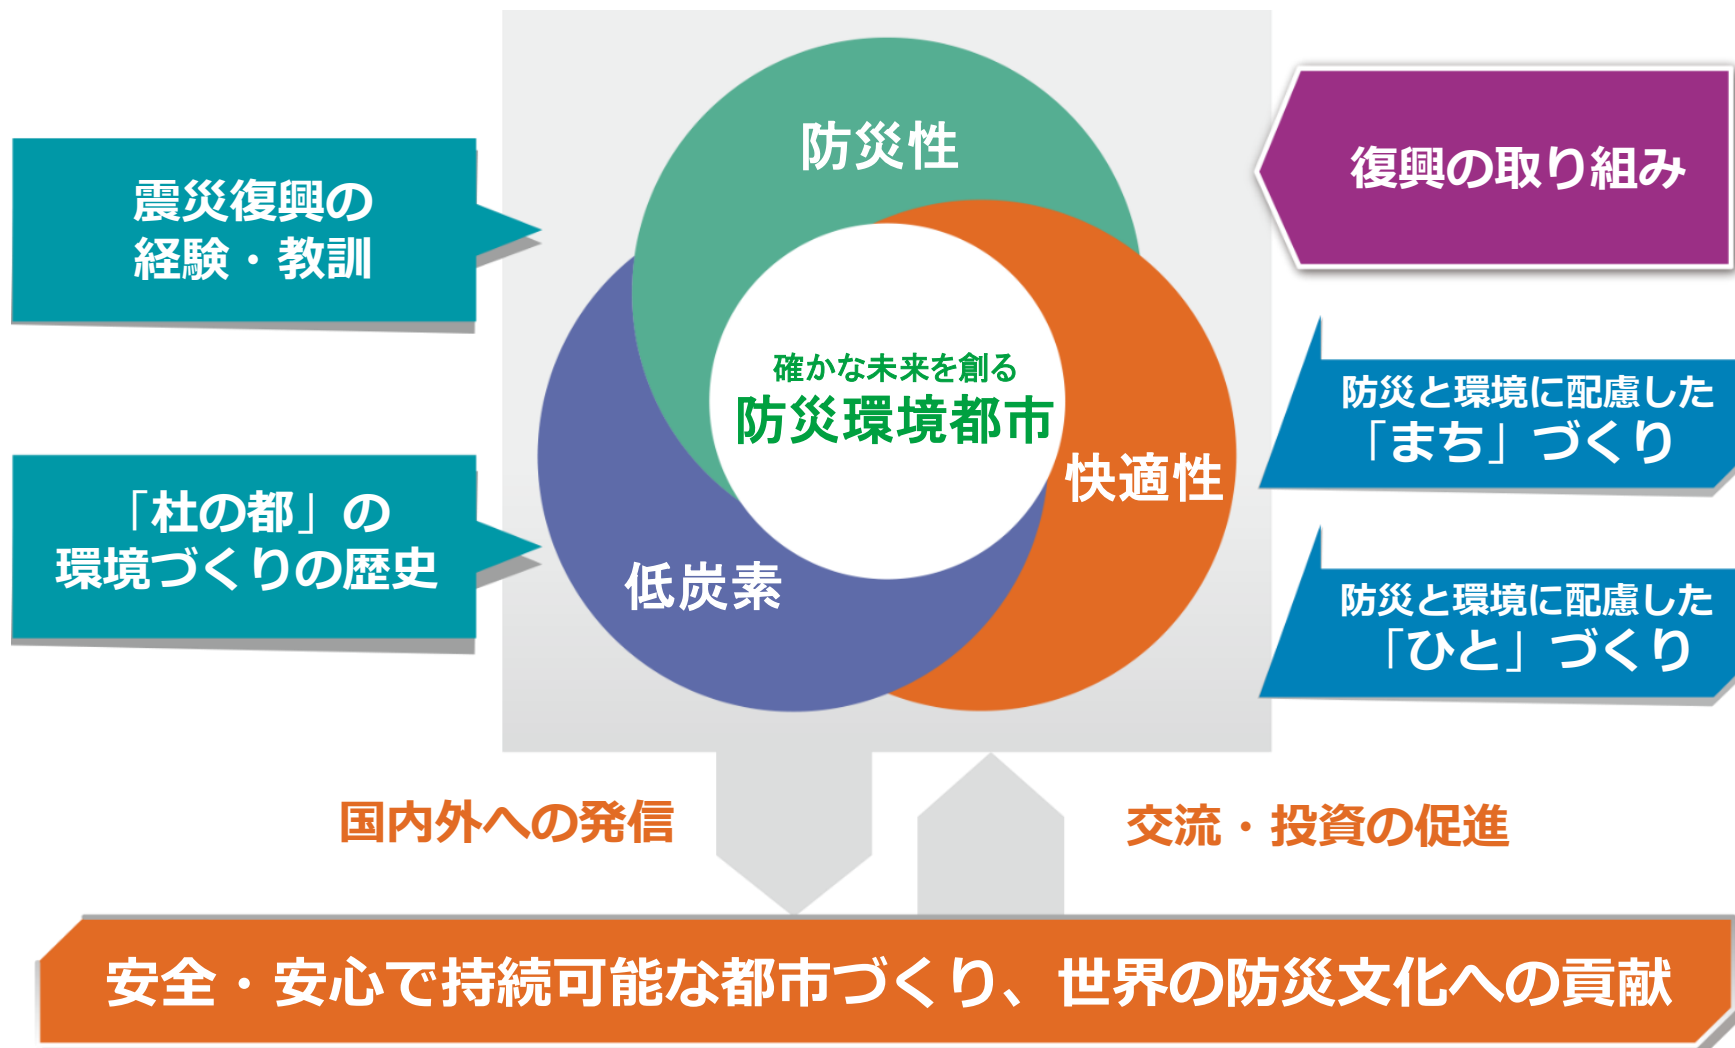 防災性
復興の取り組み
震災復興の
経験・教訓
確かな未来を創る
防災環境都市
防災と環境に配慮した
「まち」づくり
快適性
「杜の都」の
環境づくりの歴史
低炭素
防災と環境に配慮した
「ひと」づくり
国内外への発信
交流・投資の促進
安全・安心で持続可能な都市づくり、世界の防災文化への貢献